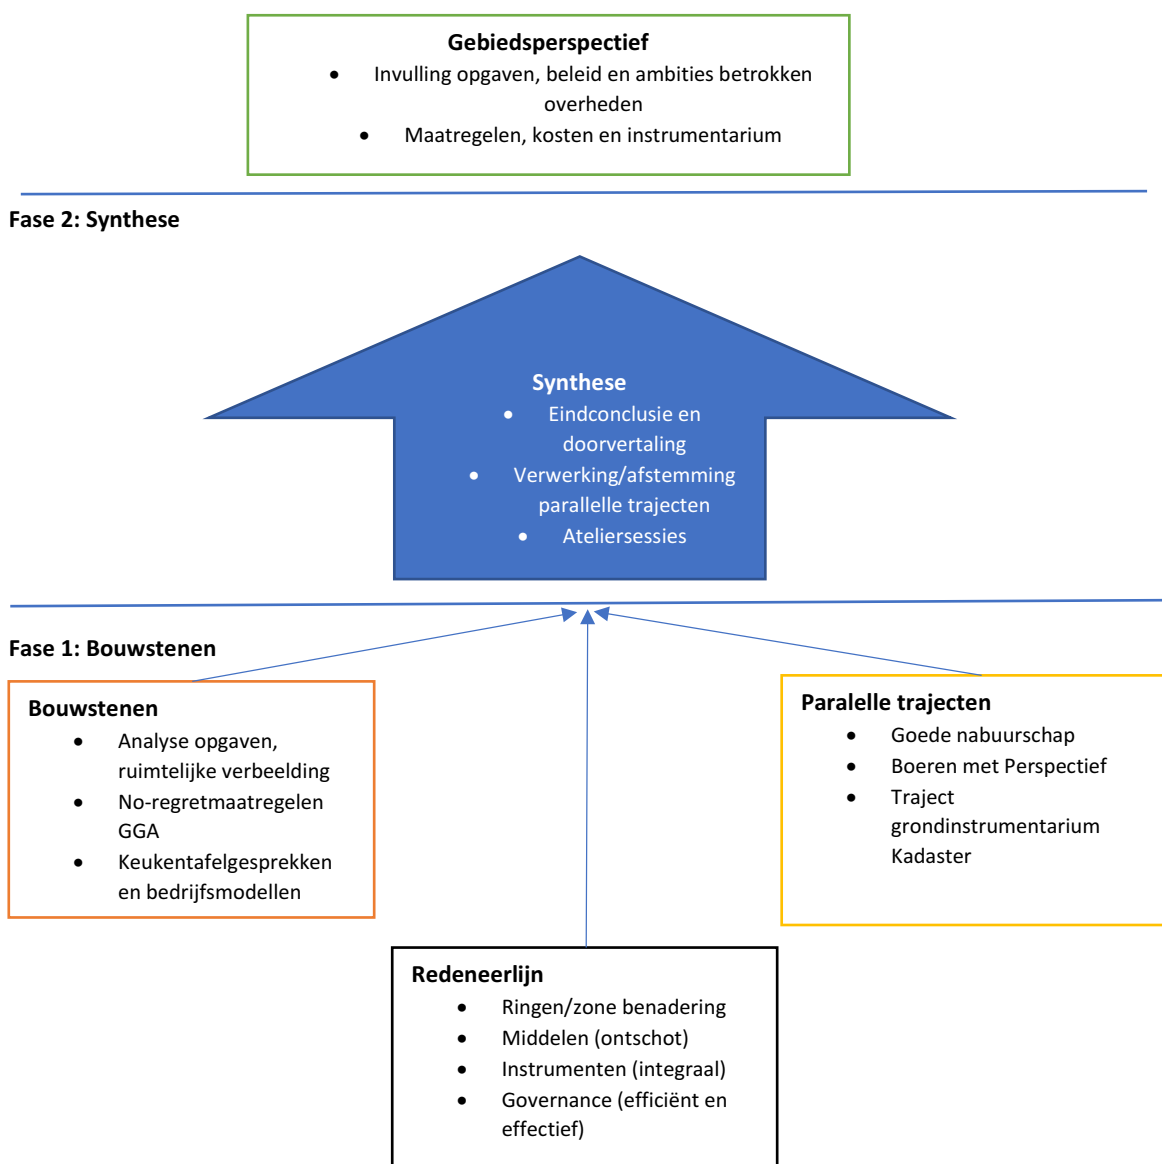 Gebiedsperspectief
• Invulling opgaven, beleid en ambities betrokken
overheden
• Maatregelen, kosten en instrumentarium
Fase 2: Synthese
Synthese
• Eindconclusie en
doorvertaling
• Verwerking/afstemming
parallelle trajecten
• Ateliersessies
Fase 1: Bouwstenen
Bouwstenen
• Analyse opgaven,
ruimtelijke verbeelding
• No-regretmaatregelen
GGA
• Keukentafelgesprekken
en bedrijfsmodellen
Paralelle trajecten
• Goede nabuurschap
• Boeren met Perspectief
• Traject
grondinstrumentarium
Kadaster
Redeneerlijn
• Ringen/zone benadering
• Middelen (ontschot)
• Instrumenten (integraal)
• Governance (efficiënt en
effectief)